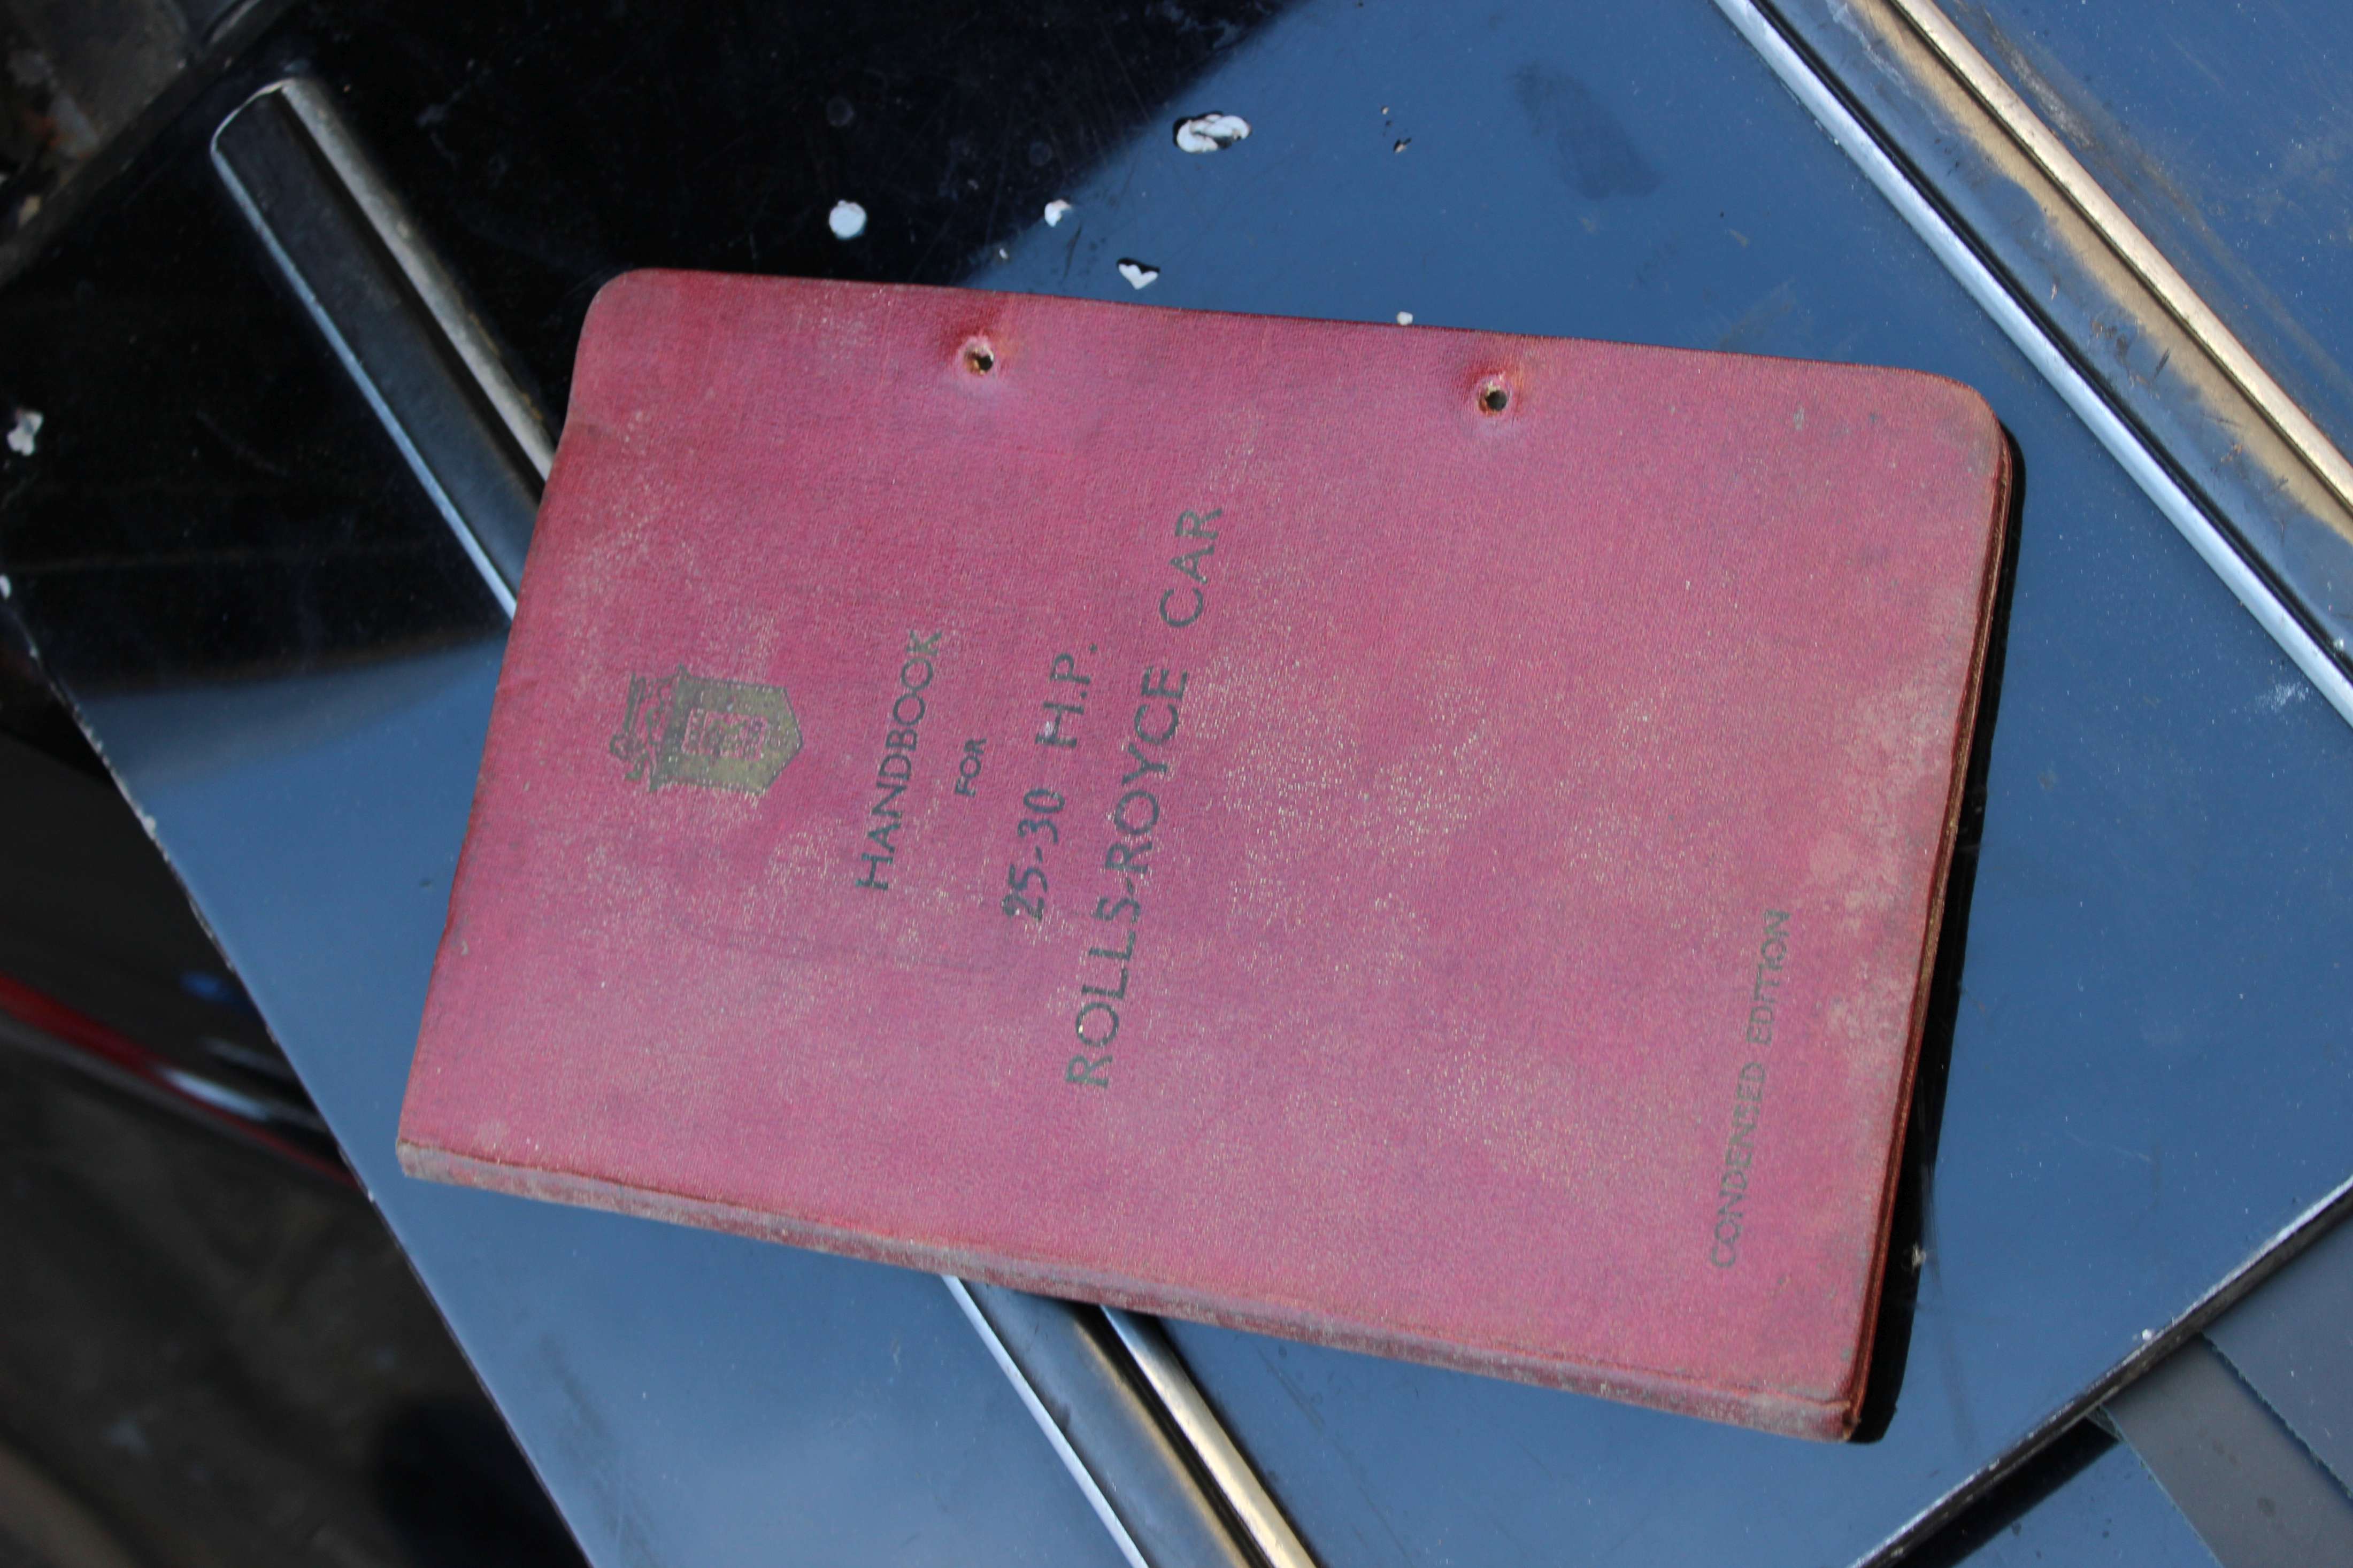 HANDBOOK
FOR
25-30 H.P.
ROLLS-ROYCE CAR
CONDENSED EDITION